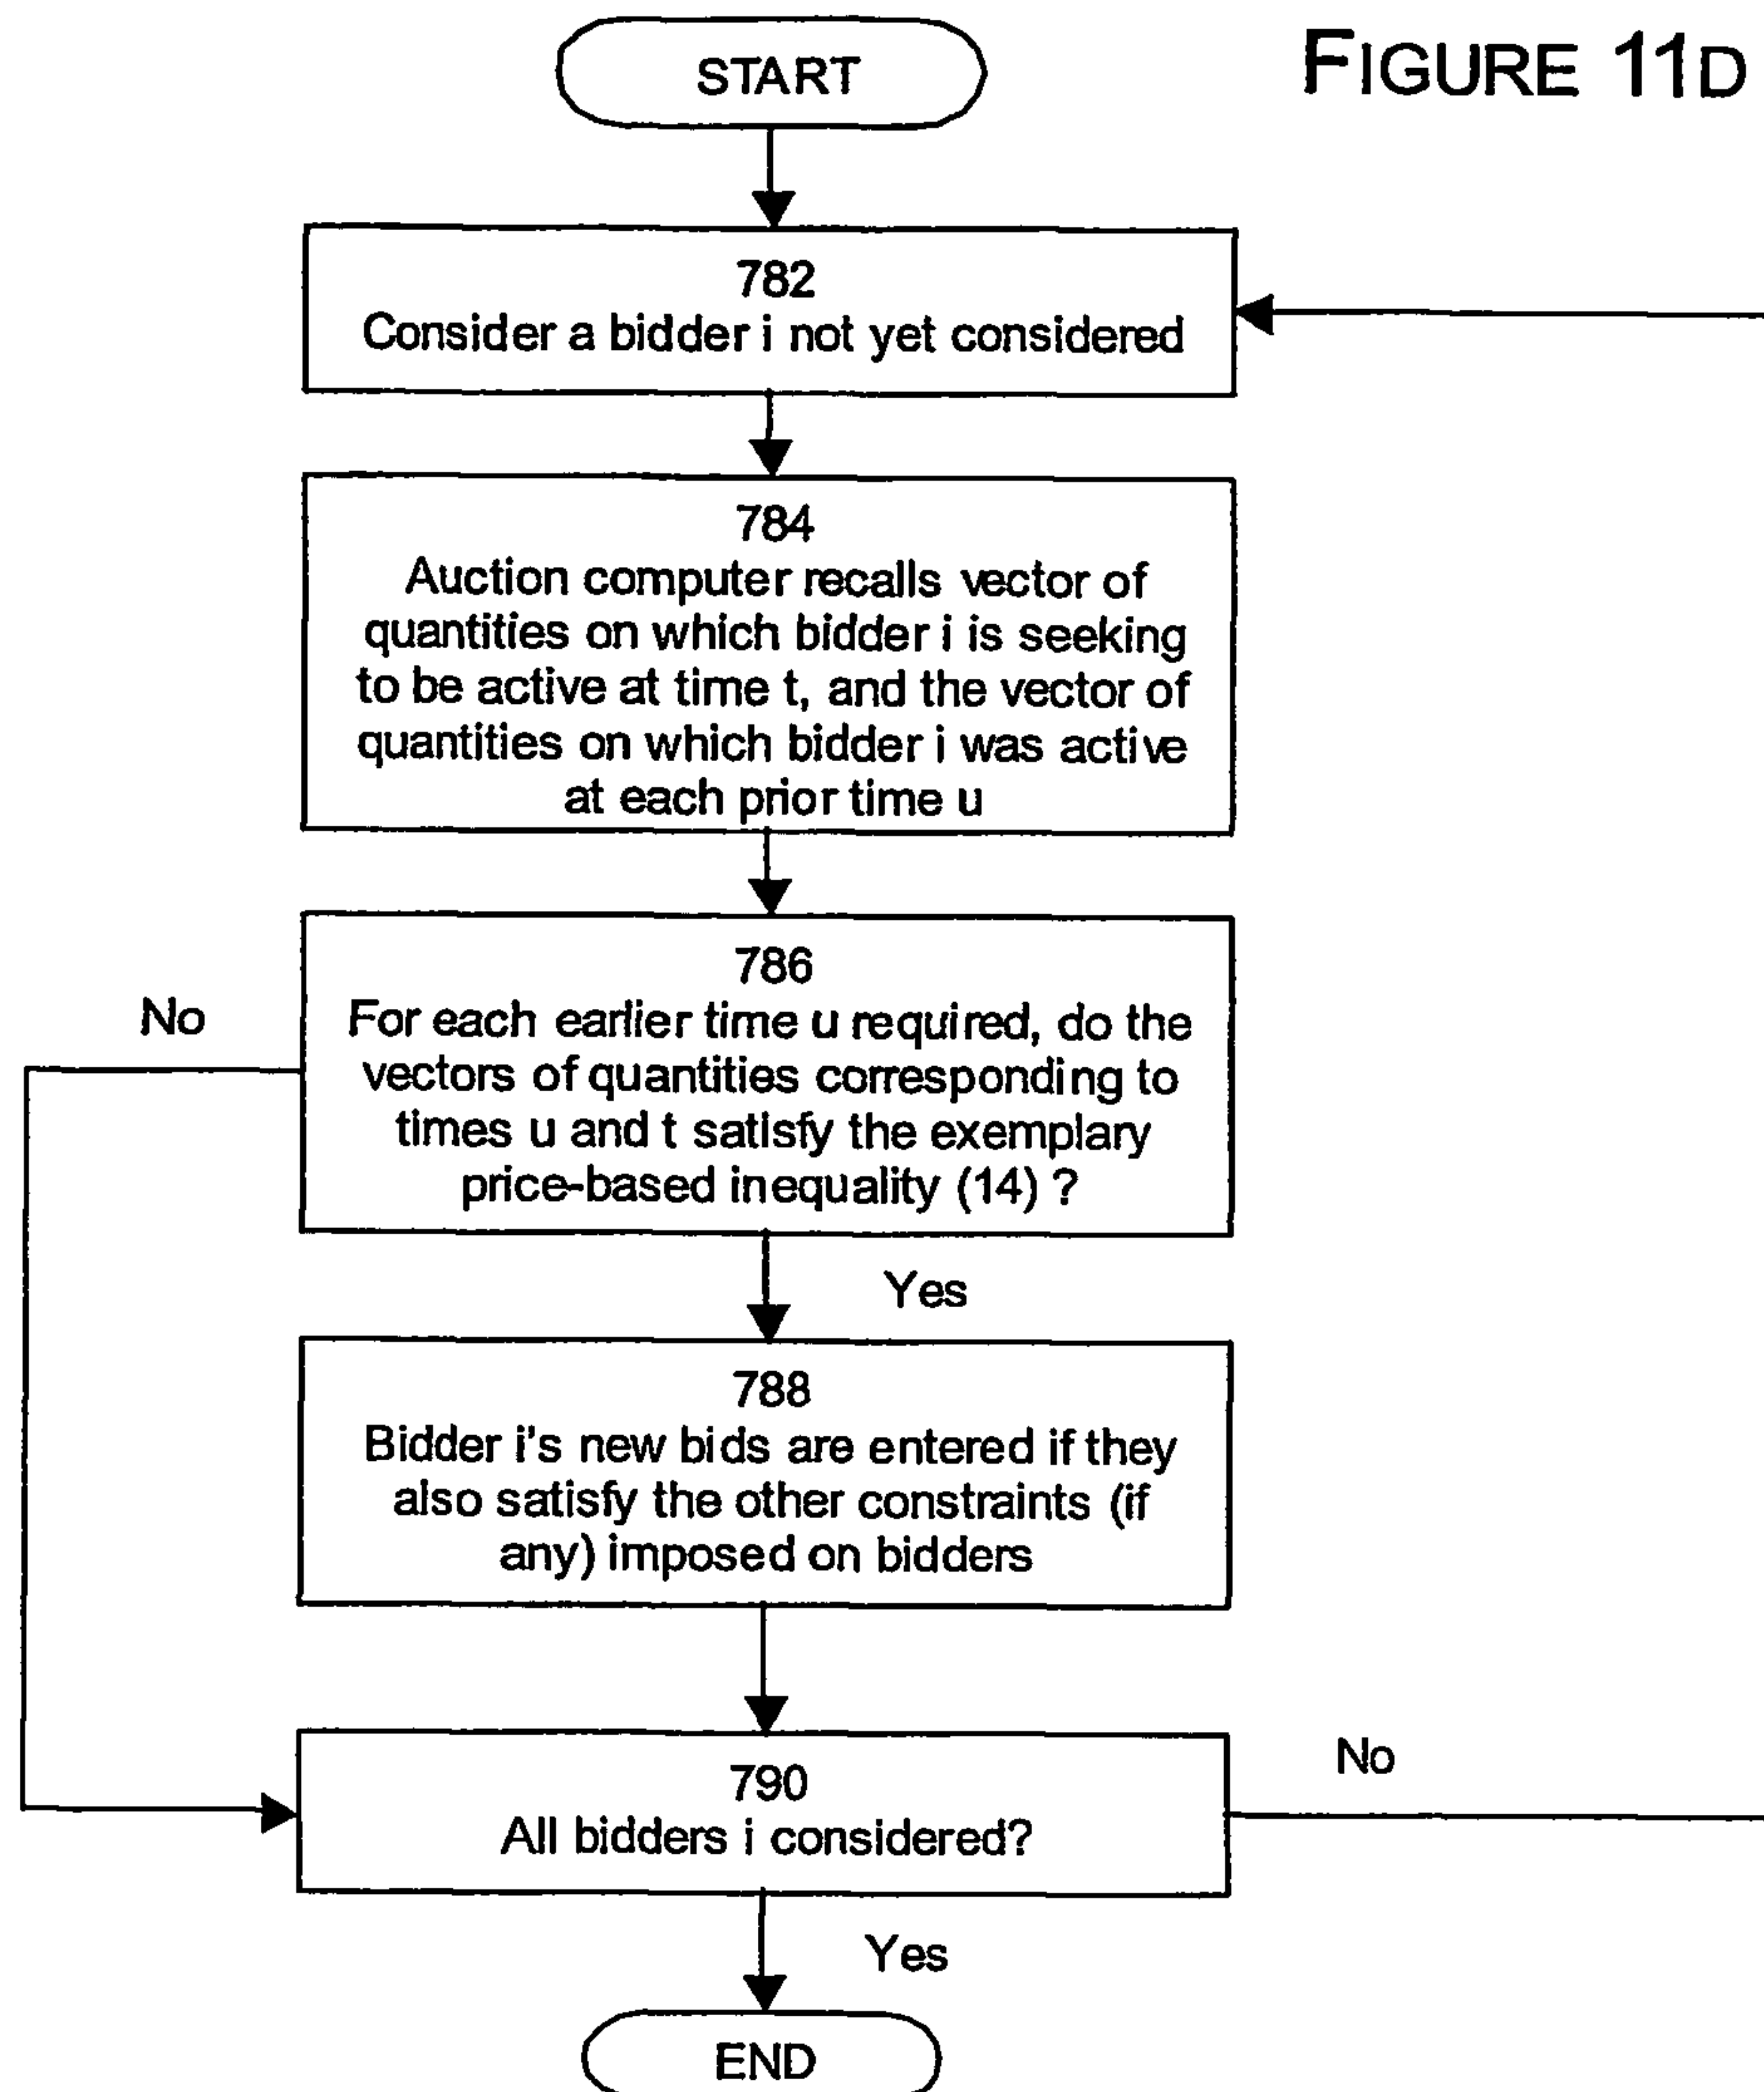 START
FIGURE 11D
782
Consider a bidder i not yet considered
784
Auction computer recalls vector of
quantities on which bidder i is seeking
to be active at time t, and the vector of
quantities on which bidder i was active
at each prior time u
786
No
For each earlier time u required, do the
vectors of quantities corresponding to
times u and t satisfy the exemplary
price-based inequality (14) ?
Yes
788
Bidder i's new bids are entered if they
also satisfy the other constraints (if
any) imposed on bidders
790
All bidders i considered?
No
Yes
END